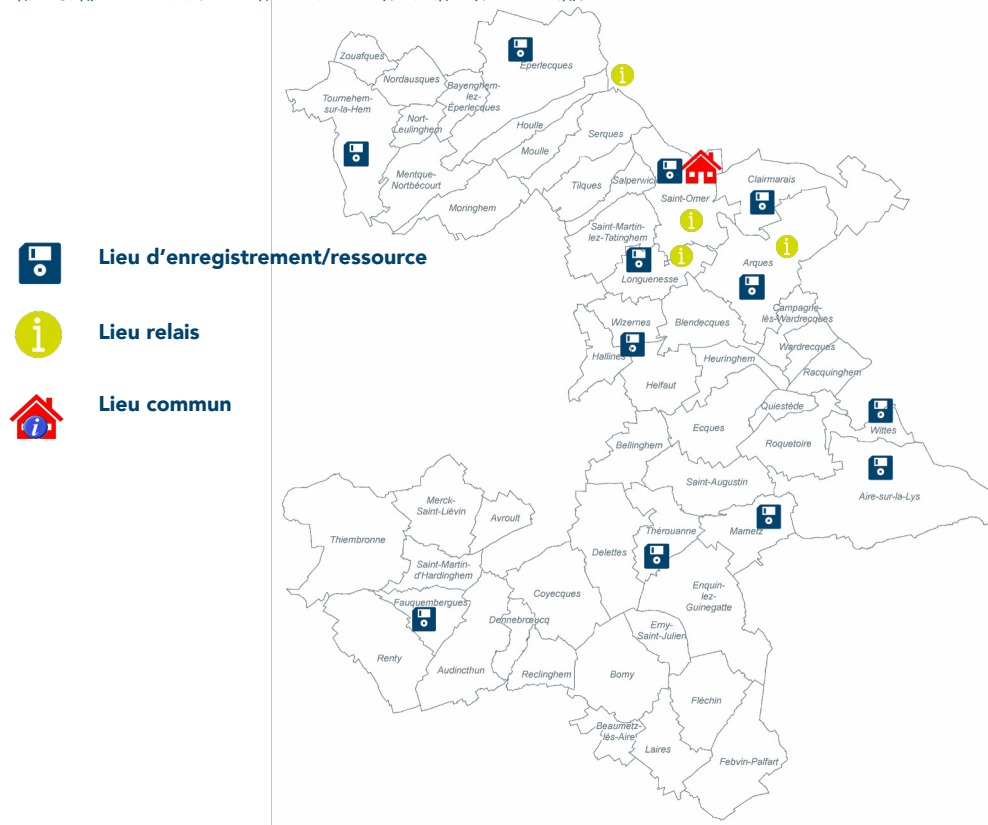 Zouafques
Nordausques
Éperlecques
Tournehem-
sur-la-Hem
Bayenghem-
lez-
Éperlecques
Nort-
Leulinghem
Houlle
Moulle
Serques
Mentque-
Nortbécourt
Moringhem
Tilques
Salperwick
Clairmarais
Saint-Omer
Saint-Martin-
lez-Tatinghem
Lieu d'enregistrement/ressource
Longuenesse
Arques
Lieu relais
Wizernes
Blendecques
Campagne-
lès-Wardrecques
Hallines
Heuringhem
Wardrecques
Racquinghem
Helfaut
Lieu commun
Quiestède
Ecques
Wittes
Bellinghem
Roquetoire
Saint-Augustin
Aire-sur-la-Lys
Merck-
Saint-Liévin
Avroult
Thiembronne
Thérouanne
Mametz
Delettes
Saint-Martin-
d'Hardinghem
Enquin-
lez-
Guinegatte
Fauquembergues
Coyecques
Dennebrœucq
Erny-
Saint-Julien
Renty
Audincthun
Reclinghem
Bomy
Fléchin
Beaumetz-
lès-Aire
Laires
Febvin-Palfart